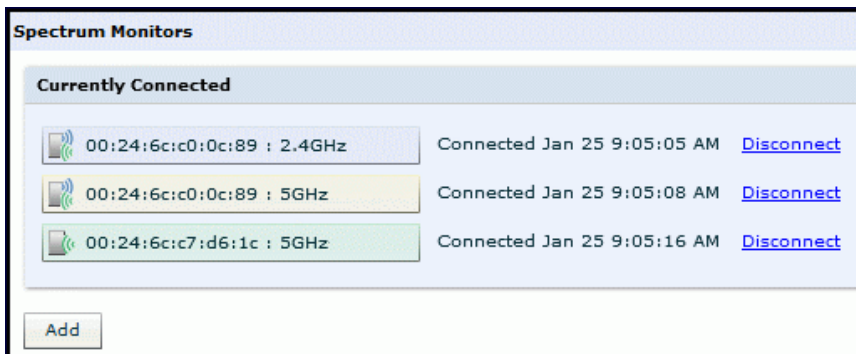 Spectrum Monitors
Currently Connected
00:24:6c:c0:0c:89 : 2.4GHz Connected Jan 25 9:05:05 AM Disconnect
00:24:6c:c0:0c:89 : 5GHz Connected Jan 25 9:05:08 AM Disconnect
00:24:6c:c7:d6:1c : 5GHz Connected Jan 25 9:05:16 AM Disconnect
Add